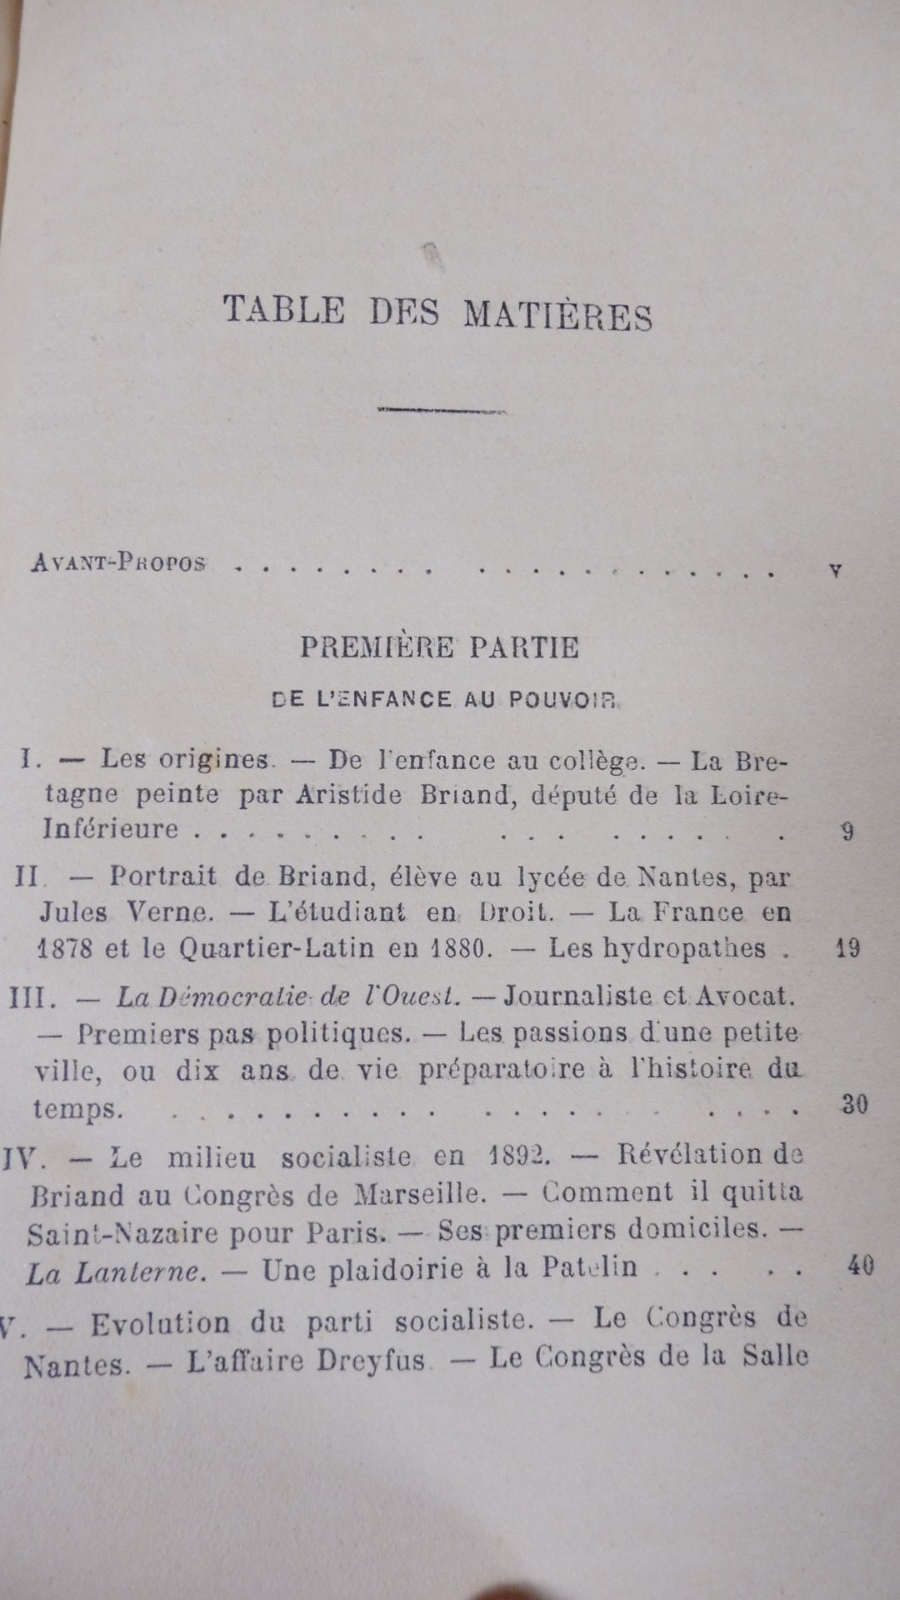 TABLE DES MATIÈRES
AVANT-PROPOS . . . . . . . . . . . . . . . . . . . . v
PREMIÈRE PARTIE
DE L'ENFANCE AU POUVOIR.
I. — Les origines. — De l'enfance au collège. — La Bre-
tagne peinte par Aristide Briand, député de la Loire-
Inférieure . . . . . . . . . . . . . . . . . 9
II. — Portrait de Briand, élève au lycée de Nantes, par
Jules Verne. — L'étudiant en Droit. — La France en
1878 et le Quartier-Latin en 1880. — Les hydropathes . 19
III. — La Démocratie de l'Ouest. — Journaliste et Avocat.
— Premiers pas politiques. — Les passions d'une petite
ville, ou dix ans de vie préparatoire à l'histoire du
temps. . . . . . . . . . . . . . . . . . . . 30
IV. — Le milieu socialiste en 1892. — Révélation de
Briand au Congrès de Marseille. — Comment il quitta
Saint-Nazaire pour Paris. — Ses premiers domiciles. —
La Lanterne. — Une plaidoirie à la Patelin . . . . . 40
V. — Evolution du parti socialiste. — Le Congrès de
Nantes. — L'affaire Dreyfus. — Le Congrès de la Salle